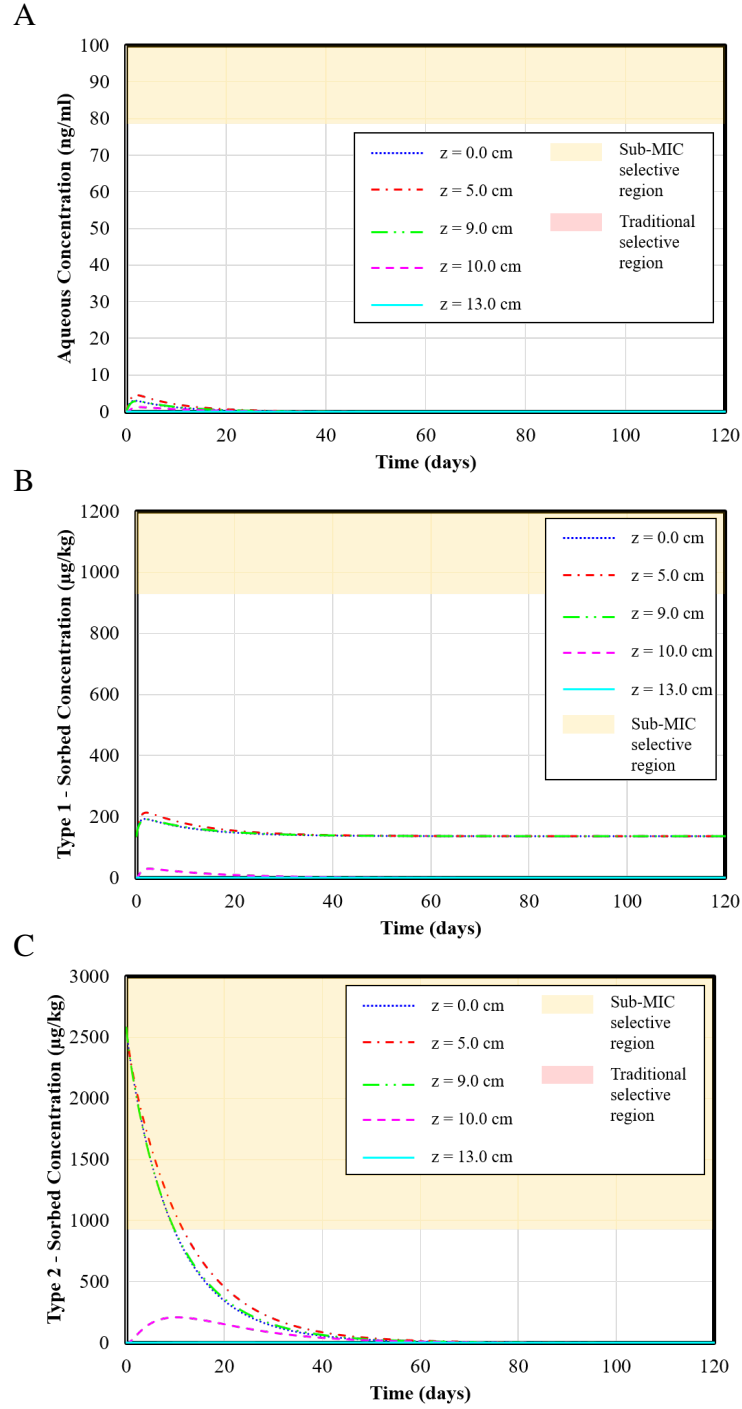 A
Aqueous Concentration (ng/ml)
100
90
80
70
60
50
40
30
20
10
0
z = 0.0 cm
z = 5.0 cm
z = 9.0 cm
z = 10.0 cm
z = 13.0 cm
Sub-MIC
selective
region
Traditional
selective
region
0 20 40 60 80 100 120
Time (days)
B
Type 1 - Sorbed Concentration (µg/kg)
1200
1000
800
600
400
200
0
z = 0.0 cm
z = 5.0 cm
z = 9.0 cm
z = 10.0 cm
z = 13.0 cm
Sub-MIC
selective
region
0 20 40 60 80 100 120
Time (days)
C
Type 2 - Sorbed Concentration (µg/kg)
3000
2500
2000
1500
1000
500
0
z = 0.0 cm
z = 5.0 cm
z = 9.0 cm
z = 10.0 cm
z = 13.0 cm
Sub-MIC
selective
region
Traditional
selective
region
0 20 40 60 80 100 120
Time (days)